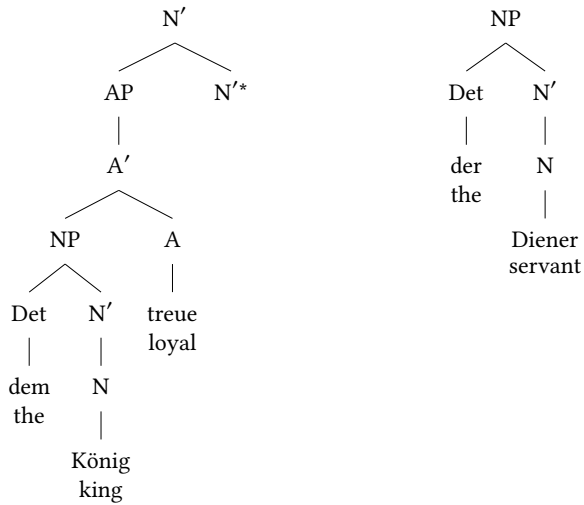 N′ NP
AP N′* Det N′
A′ der N
the
NP A Diener
servant
Det N′ treue
loyal
dem N
the
König
king